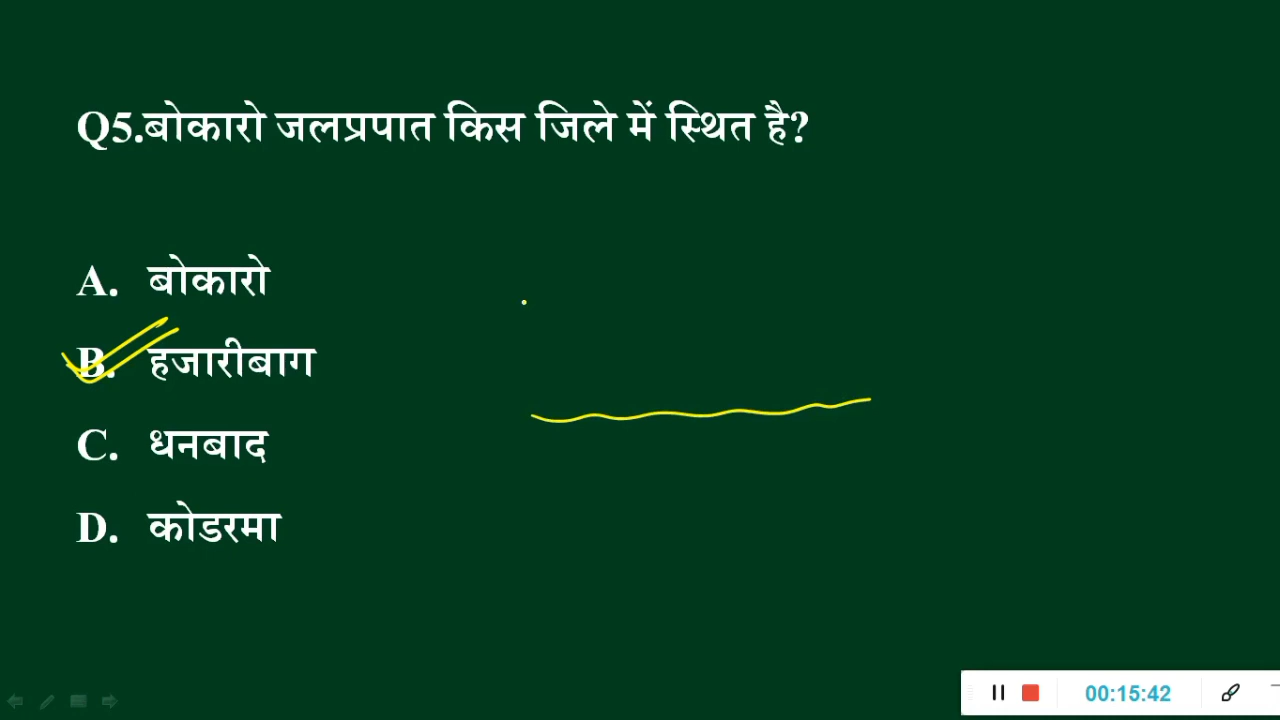 Q5.बोकारो जलप्रपात किस जिले में स्थित है?
A. बोकारो
B. हजारीबाग
C. धनबाद
D. कोडरमा
00:15:42